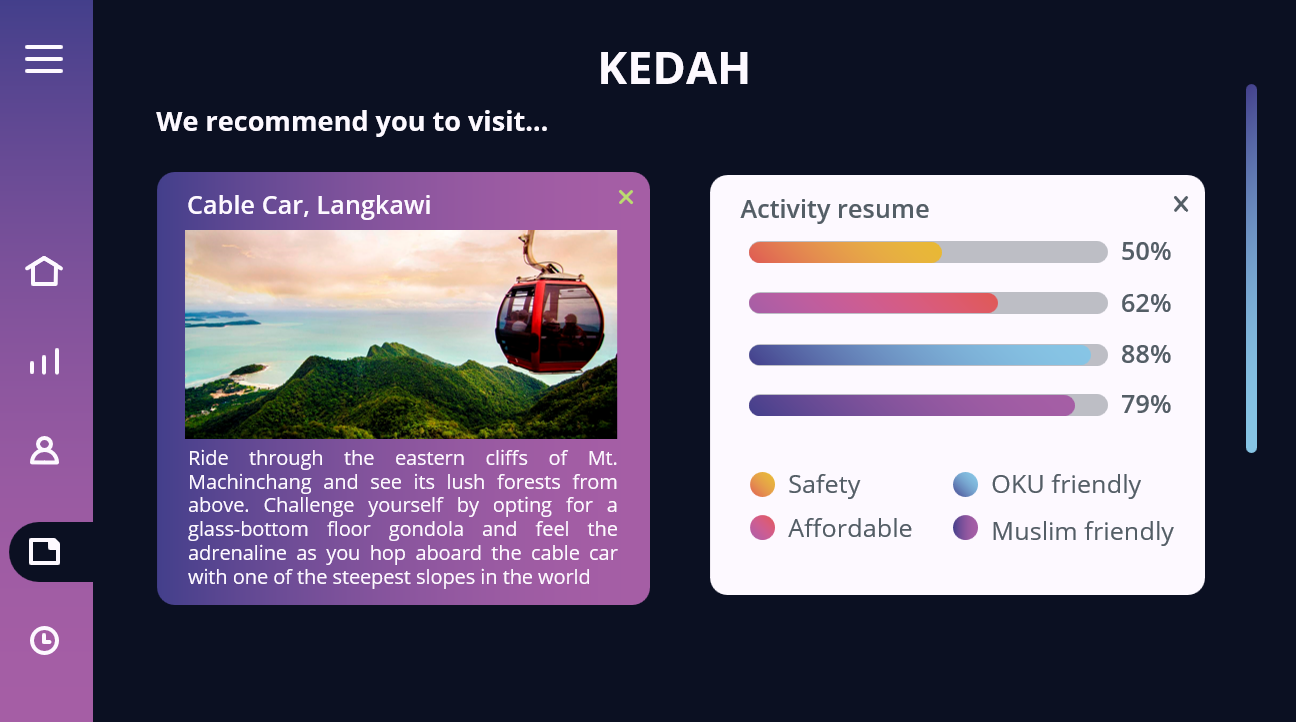 KEDAH
We recommend you to visit...
Cable Car, Langkawi
Ride through the eastern cliffs of Mt.
Machinchang and see its lush forests from
above. Challenge yourself by opting for a
glass-bottom floor gondola and feel the
adrenaline as you hop aboard the cable car
with one of the steepest slopes in the world
Activity resume
50%
62%
88%
79%
Safety
OKU friendly
Affordable
Muslim friendly